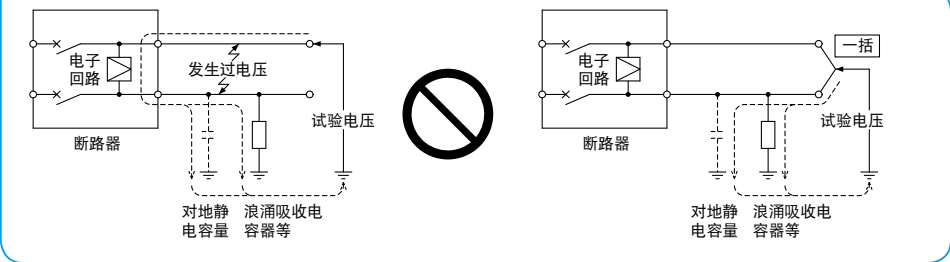 电子
回路
发生过电压
试验电压
断路器
对地静
电容量
浪涌吸收电
容器等
一括
电子
回路
试验电压
断路器
对地静
电容量
浪涌吸收电
容器等